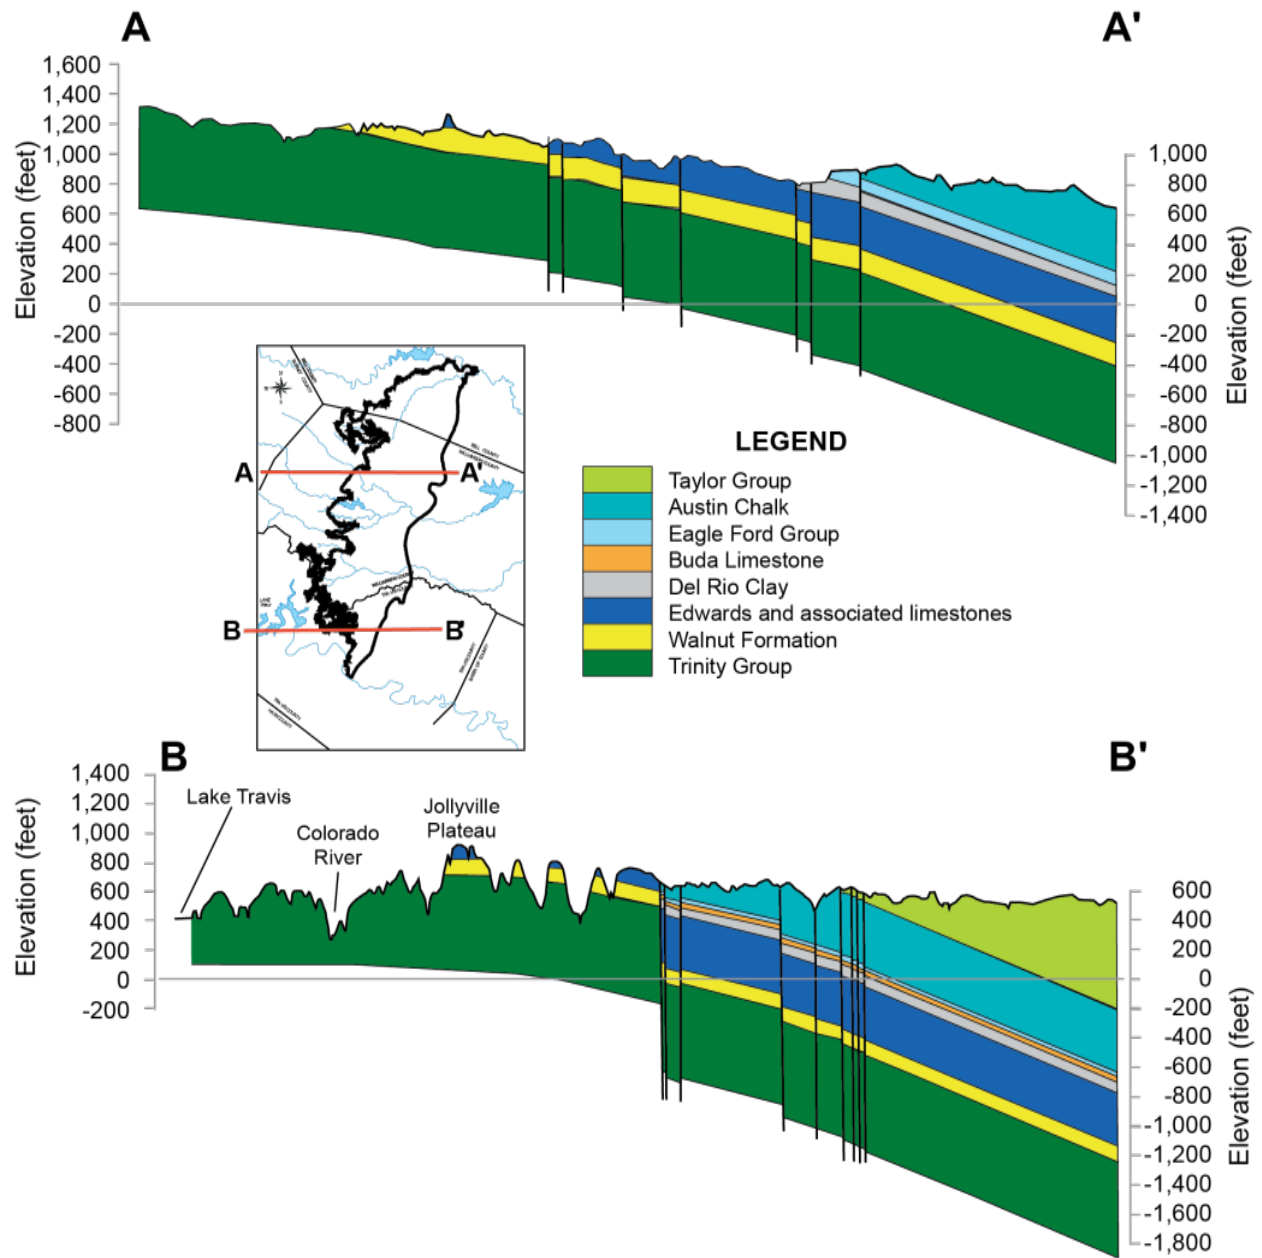 A
A'
1,600
1,400
1,200
1,000
800
600
400
200
0
-200
-400
-600
-800
Elevation (feet)
1,000
800
600
400
200
0
-200
-400
-600
-800
-1,000
-1,200
-1,400
Elevation (feet)
A
A'
B
B'
LEGEND
Taylor Group
Austin Chalk
Eagle Ford Group
Buda Limestone
Del Rio Clay
Edwards and associated limestones
Walnut Formation
Trinity Group
B
B'
1,400
1,200
1,000
800
600
400
200
0
-200
Elevation (feet)
Lake Travis
Colorado
River
Jollyville
Plateau
600
400
200
0
-200
-400
-600
-800
-1,000
-1,200
-1,400
-1,600
-1,800
Elevation (feet)